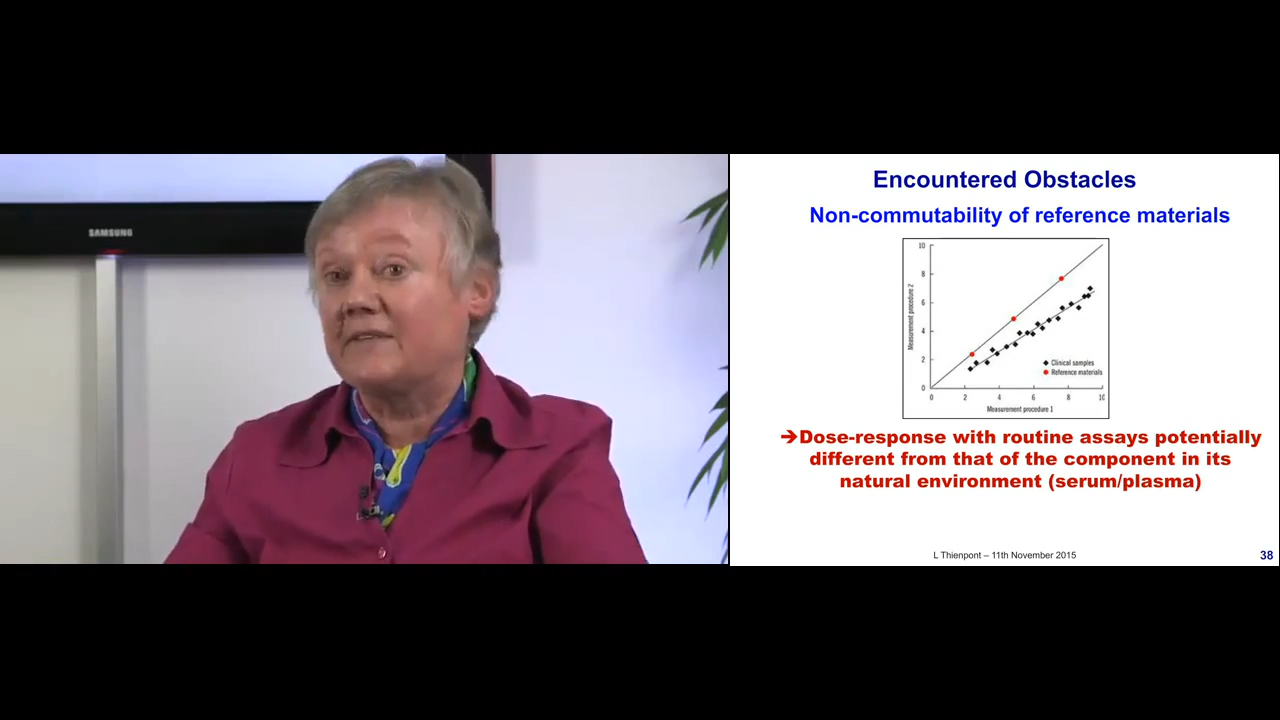 SAMSUNG
Encountered Obstacles
Non-commutability of reference materials
10
8
6
4
2
0
Measurement procedure 2
Clinical samples
Reference materials
0 2 4 6 8 10
Measurement procedure 1
➔Dose-response with routine assays potentially
different from that of the component in its
natural environment (serum/plasma)
L Thienpont – 11th November 2015
38